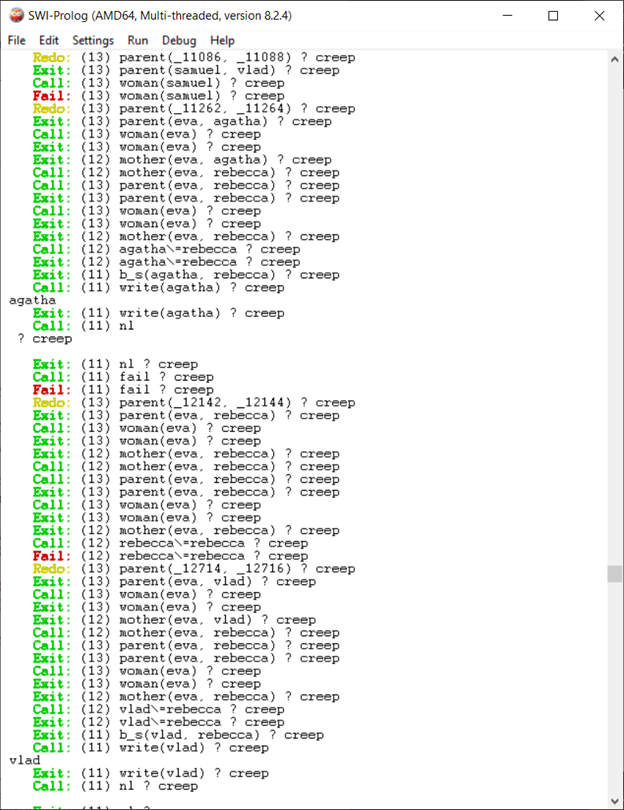 SWI-Prolog (AMD64, Multi-threaded, version 8.2.4)
File Edit Settings Run Debug Help
Redo: (13) parent(_11086, _11088) ? creep
Exit: (13) parent(samuel, vlad) ? creep
Call: (13) woman(samuel) ? creep
Fail: (13) woman(samuel) ? creep
Redo: (13) parent(_11262, _11264) ? creep
Exit: (13) parent(eva, agatha) ? creep
Call: (13) woman(eva) ? creep
Exit: (13) woman(eva) ? creep
Exit: (12) mother(eva, agatha) ? creep
Call: (12) mother(eva, rebecca) ? creep
Call: (13) parent(eva, rebecca) ? creep
Exit: (13) parent(eva, rebecca) ? creep
Call: (13) woman(eva) ? creep
Exit: (13) woman(eva) ? creep
Exit: (12) mother(eva, rebecca) ? creep
Call: (12) agatha\=rebecca ? creep
Exit: (12) agatha\=rebecca ? creep
Exit: (11) b_s(agatha, rebecca) ? creep
Call: (11) write(agatha) ? creep
agatha
Exit: (11) write(agatha) ? creep
Call: (11) nl
? creep
Exit: (11) nl ? creep
Call: (11) fail ? creep
Fail: (11) fail ? creep
Redo: (13) parent(_12142, _12144) ? creep
Exit: (13) parent(eva, rebecca) ? creep
Call: (13) woman(eva) ? creep
Exit: (13) woman(eva) ? creep
Exit: (12) mother(eva, rebecca) ? creep
Call: (12) mother(eva, rebecca) ? creep
Call: (13) parent(eva, rebecca) ? creep
Exit: (13) parent(eva, rebecca) ? creep
Call: (13) woman(eva) ? creep
Exit: (13) woman(eva) ? creep
Exit: (12) mother(eva, rebecca) ? creep
Call: (12) rebecca\=rebecca ? creep
Fail: (12) rebecca\=rebecca ? creep
Redo: (13) parent(_12714, _12716) ? creep
Exit: (13) parent(eva, vlad) ? creep
Call: (13) woman(eva) ? creep
Exit: (13) woman(eva) ? creep
Exit: (12) mother(eva, vlad) ? creep
Call: (12) mother(eva, rebecca) ? creep
Call: (13) parent(eva, rebecca) ? creep
Exit: (13) parent(eva, rebecca) ? creep
Call: (13) woman(eva) ? creep
Exit: (13) woman(eva) ? creep
Exit: (12) mother(eva, rebecca) ? creep
Call: (12) vlad\=rebecca ? creep
Exit: (12) vlad\=rebecca ? creep
Exit: (11) b_s(vlad, rebecca) ? creep
Call: (11) write(vlad) ? creep
vlad
Exit: (11) write(vlad) ? creep
Call: (11) nl ? creep